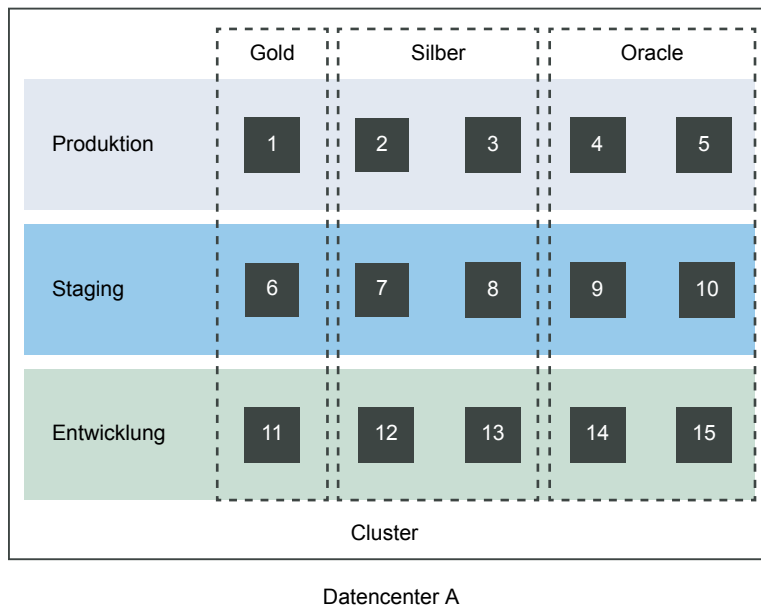 Gold Silber Oracle
Produktion 1 2 3 4 5
Staging 6 7 8 9 10
Entwicklung 11 12 13 14 15
Cluster
Datencenter A